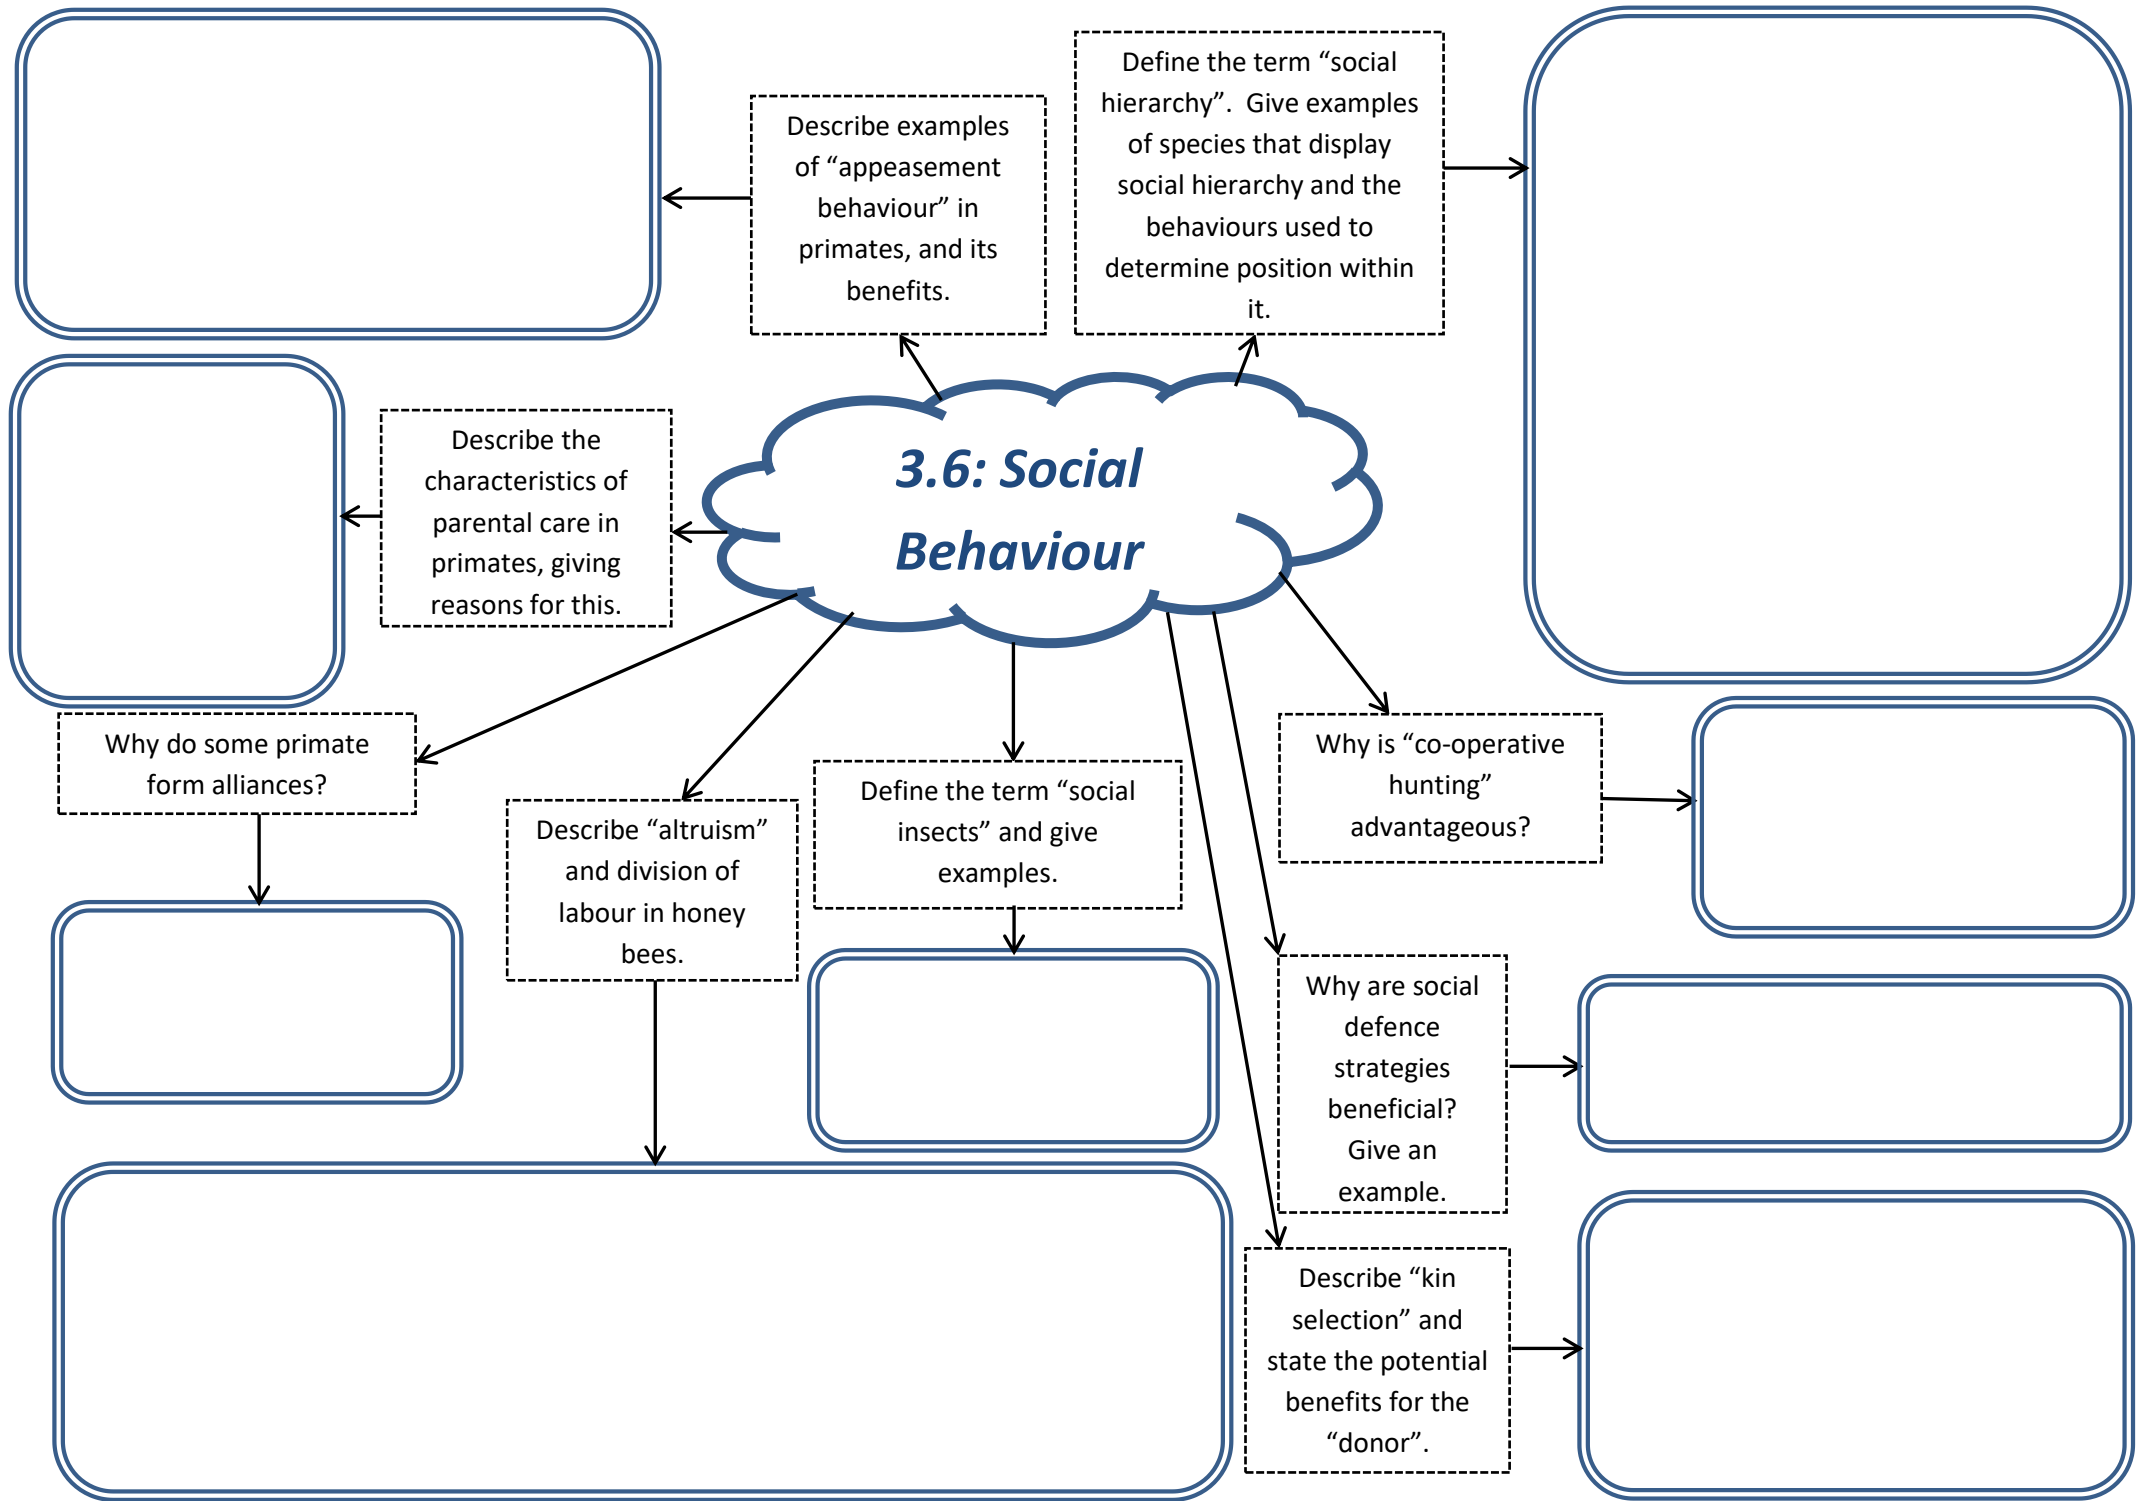 Define the term “social
hierarchy”.  Give examples
of species that display
social hierarchy and the
behaviours used to
determine position within
it.
Describe examples
of “appeasement
behaviour” in
primates, and its
benefits.
3.6: Social
Behaviour
Describe the
characteristics of
parental care in
primates, giving
reasons for this.
Why do some primate
form alliances?
Describe “altruism”
and division of
labour in honey
bees.
Define the term “social
insects” and give
examples.
Why is “co-operative
hunting”
advantageous?
Why are social
defence
strategies
beneficial?
Give an
example.
Describe “kin
selection” and
state the potential
benefits for the
“donor”.